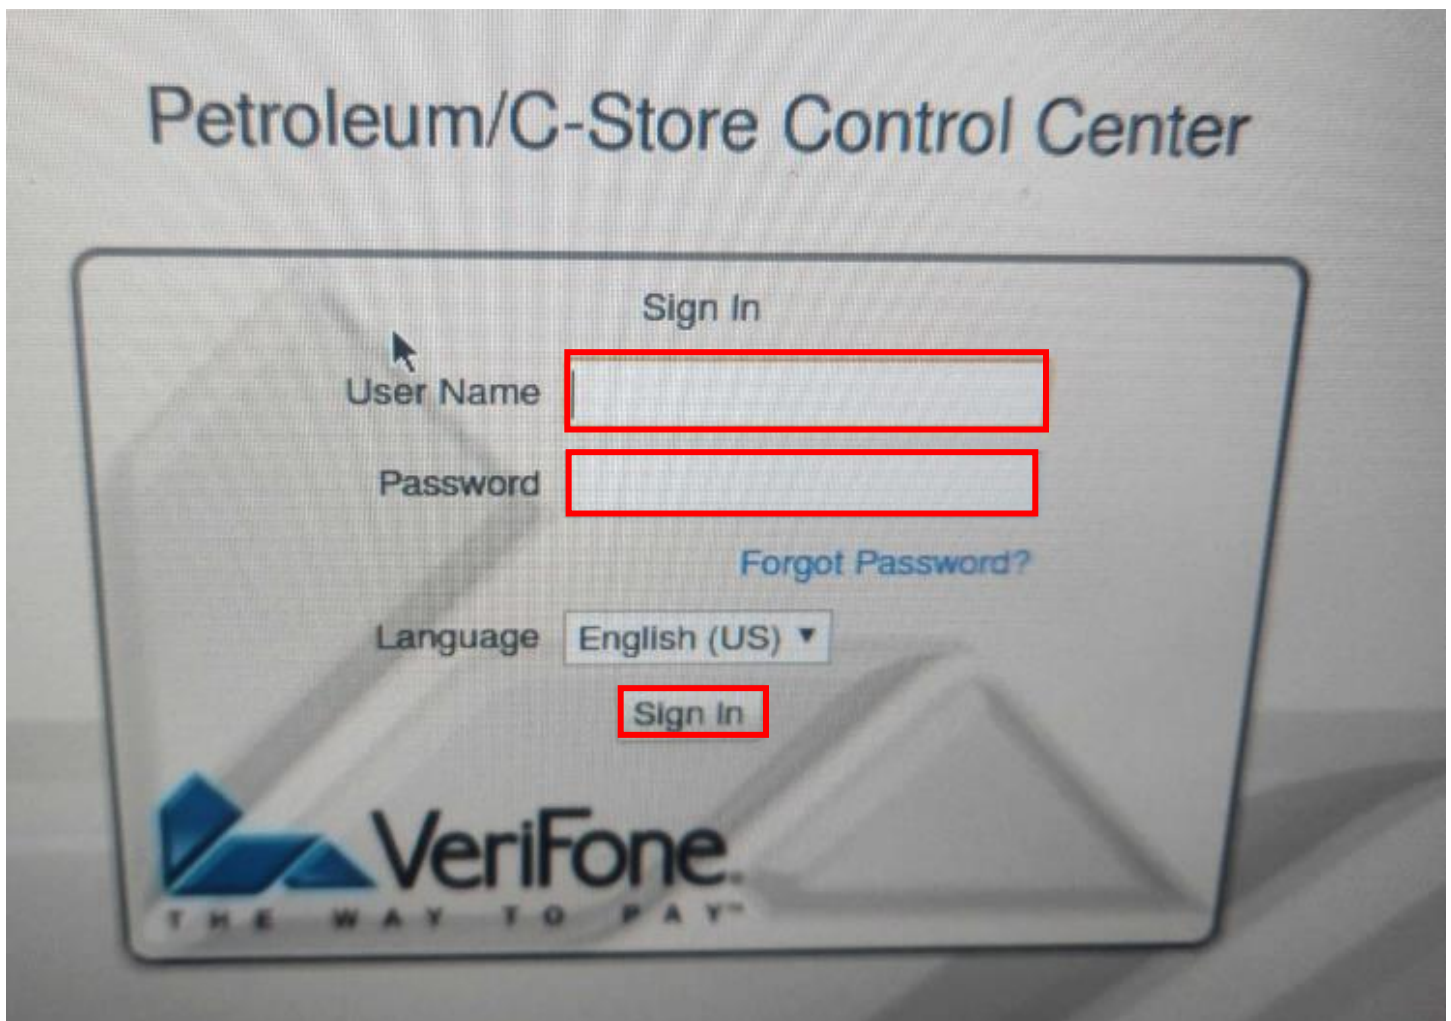 Petroleum/C-Store Control Center
Sign In
User Name
Password
Forgot Password?
Language English (US) ▼
Sign In
VeriFone.
THE WAY TO PAY™